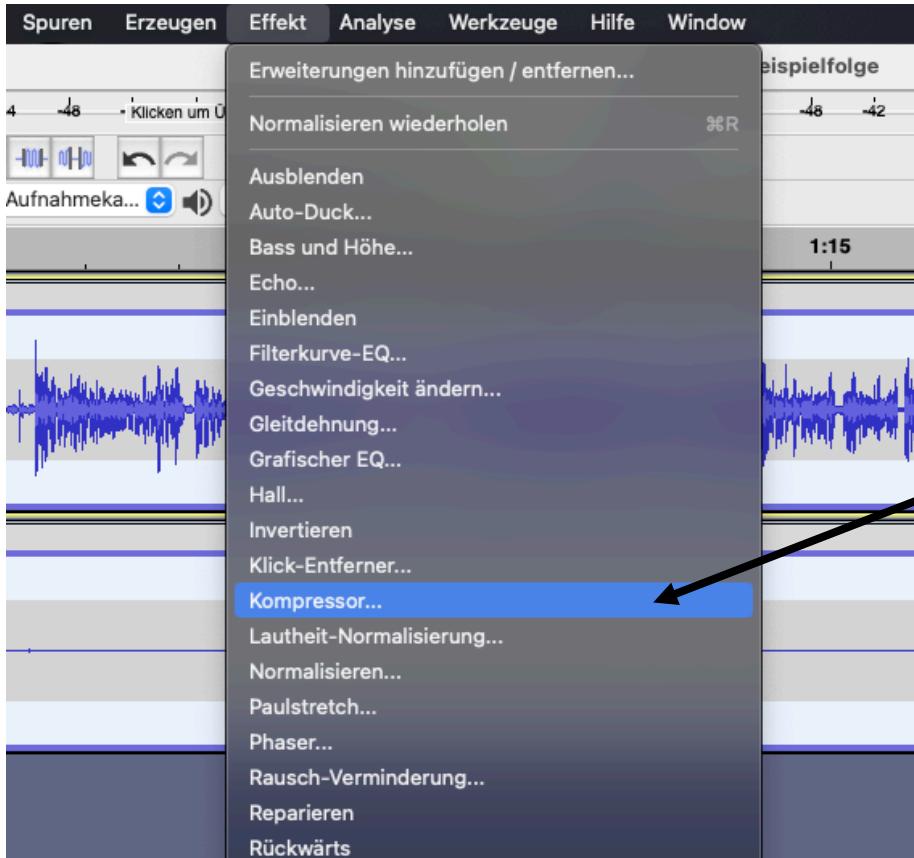 Spuren Erzeugen Effekt Analyse Werkzeuge Hilfe Window
Erweiterungen hinzufügen / entfernen...
eispielfolge
4 -48 - Klicken um Ü
-48 -42
Normalisieren wiederholen ⌘R
Ausblenden
Aufnahmeka...
Auto-Duck...
Bass und Höhe...
1:15
Echo...
Einblenden
Filterkurve-EQ...
Geschwindigkeit ändern...
Gleitdehnung...
Grafischer EQ...
Hall...
Invertieren
Klick-Entferner...
Kompressor...
Lautheit-Normalisierung...
Normalisieren...
Paulstretch...
Phaser...
Rausch-Verminderung...
Reparieren
Rückwärts